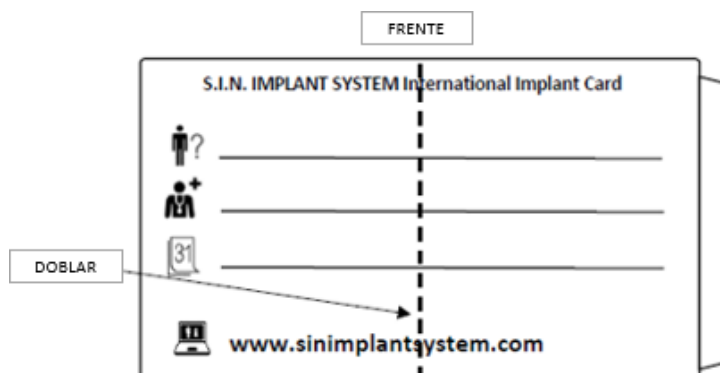 FRENTE
S.I.N. IMPLANT SYSTEM International Implant Card
?
31
DOBLAR
www.sinimplantsystem.com